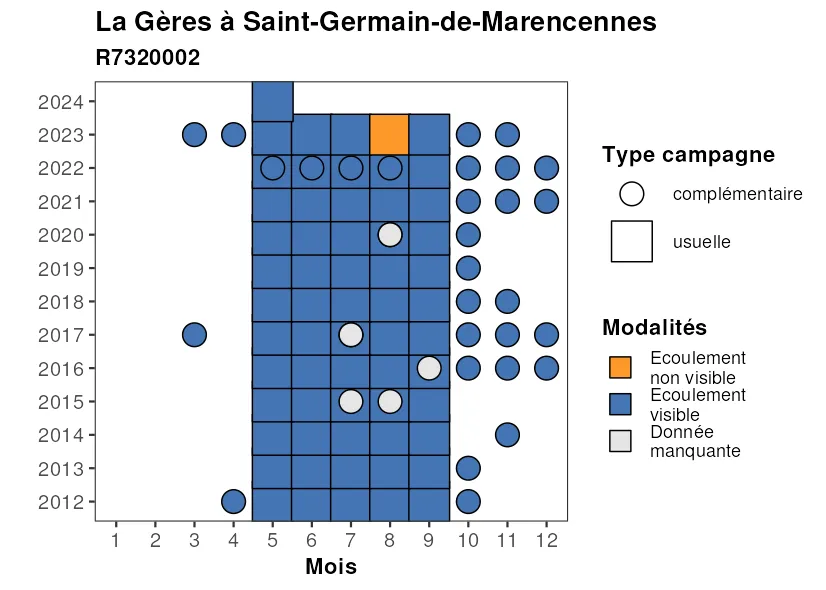 La Gères à Saint-Germain-de-Marencennes
R7320002
2024
2023
2022
2021
2020
2019
2018
2017
2016
2015
2014
2013
2012
1 2 3 4 5 6 7 8 9 10 11 12
Mois
Type campagne
complémentaire
usuelle
Modalités
Ecoulement
non visible
Ecoulement
visible
Donnée
manquante